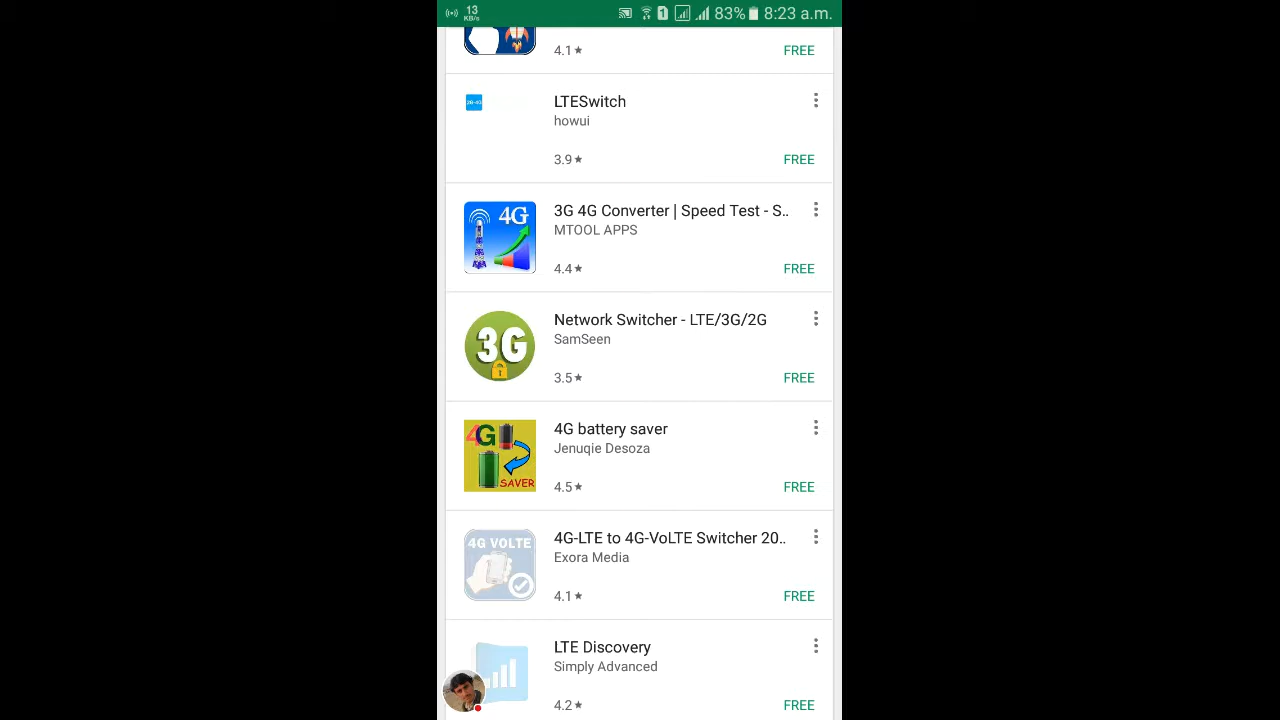 13
KB/s
1
83%
8:23 a.m.
4.1★
FREE
2G-4G
LTESwitch
howui
3.9★
FREE
4G
3G 4G Converter | Speed Test - S..
MTOOL APPS
4.4★
FREE
3G
Network Switcher - LTE/3G/2G
SamSeen
3.5★
FREE
4G
SAVER
4G battery saver
Jenuqie Desoza
4.5★
FREE
4G VOLTE
4G-LTE to 4G-VoLTE Switcher 20..
Exora Media
4.1★
FREE
LTE Discovery
Simply Advanced
4.2★
FREE